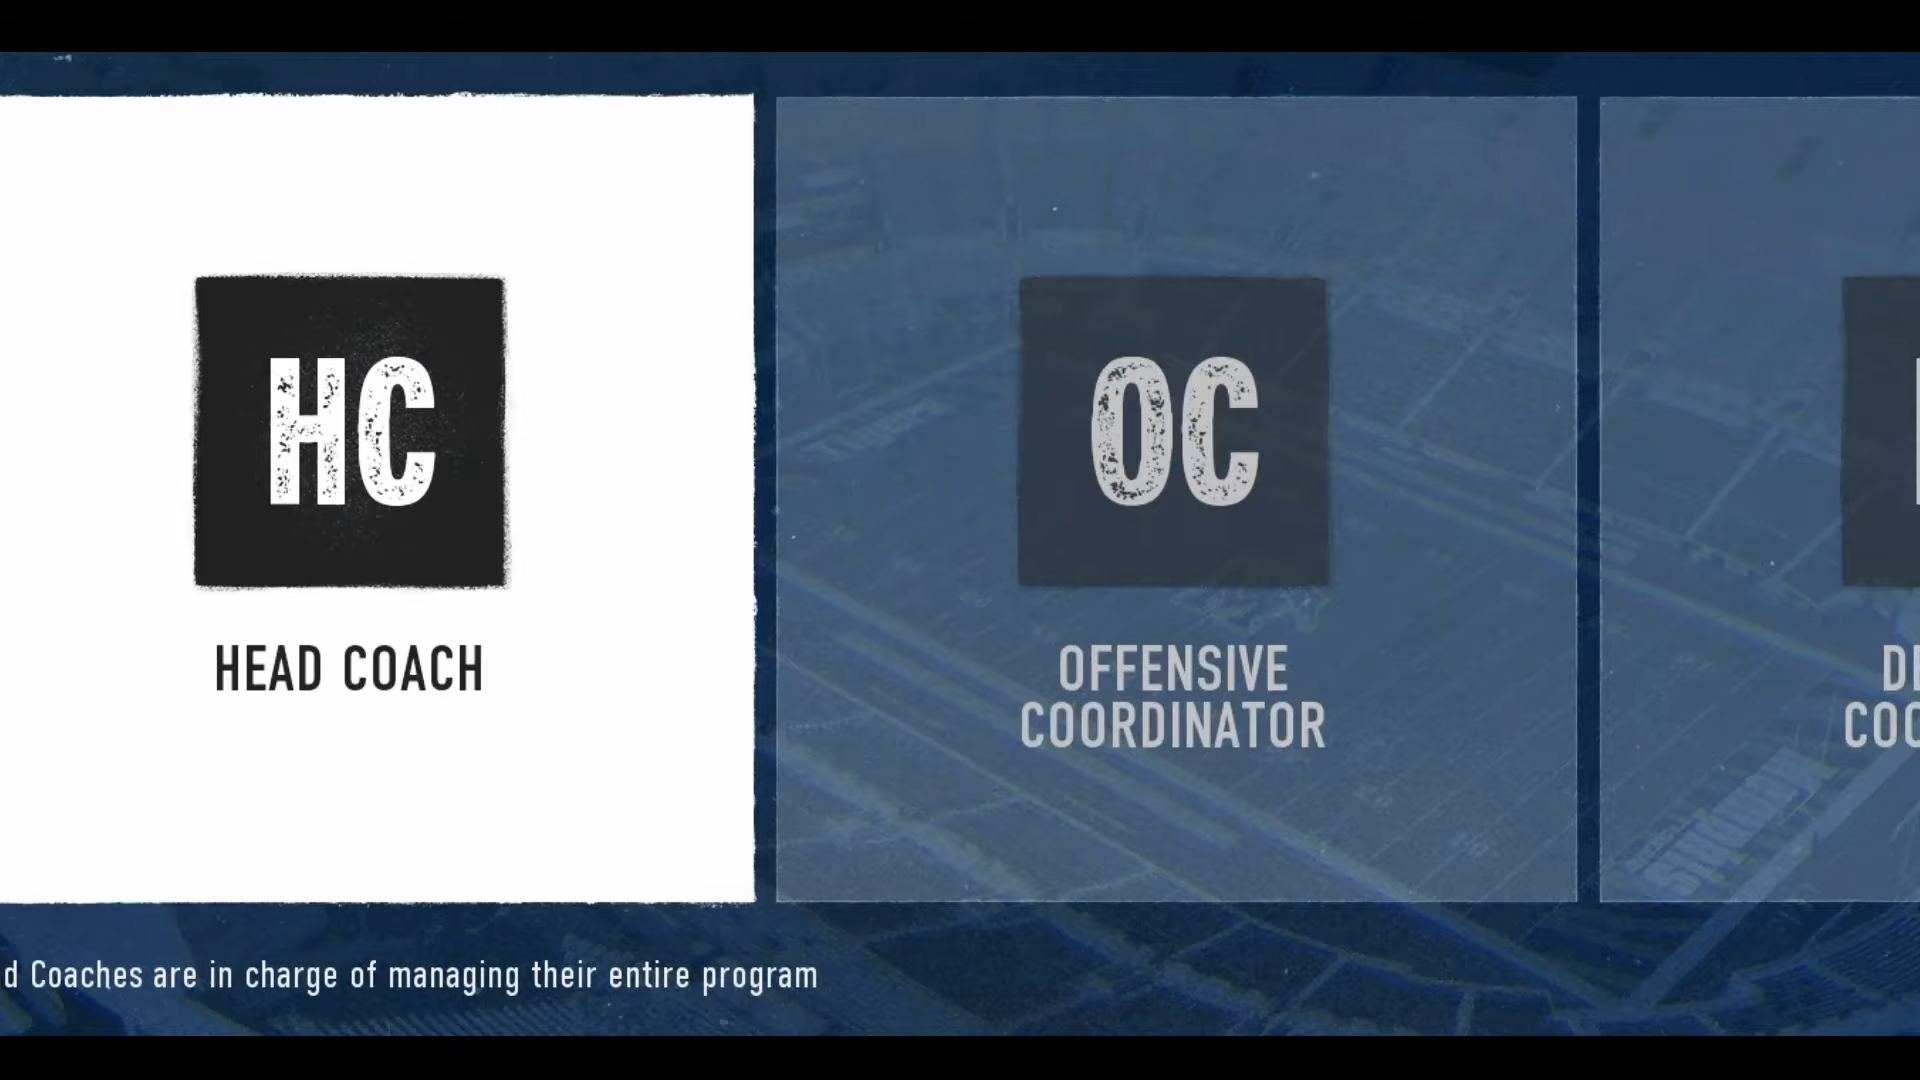 HC
HEAD COACH
OC
OFFENSIVE
COORDINATOR
Coaches are in charge of managing their entire program